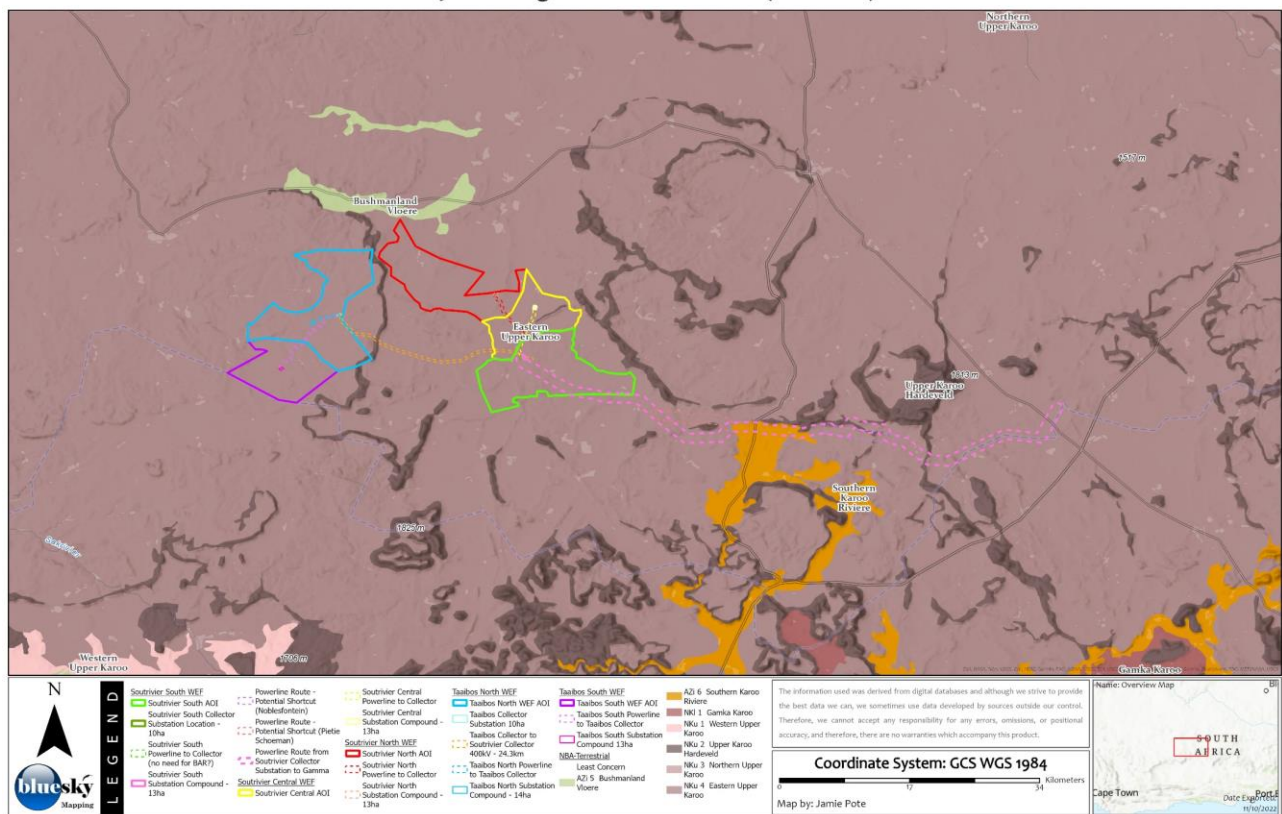 Northern
Upper Karoo
1517 m
Bushmanland
Vloere
Eastern
Upper Karoo
1813 m
Upper Karoo
Hardeveld
Southern
Karoo
Riviere
1825 m
Sakrivier
Western
Upper Karoo
1706 m
Gamka Karoo
N
bluesky
Mapping
LEGEND
Soutrivier South WEF
Soutrivier South AOI
Soutrivier South Collector
Substation Location -
10ha
Soutrivier South
Powerline to Collector
(no need for BAR?)
Soutrivier South
Substation Compound -
13ha
Powerline Route -
Potential Shortcut
(Noblesfontein)
Powerline Route -
Potential Shortcut (Pietie
Schoeman)
Powerline Route from
Soutrivier Collector
Substation to Gamma
Soutrivier Central WEF
Soutrivier Central AOI
Soutrivier Central
Powerline to Collector
Soutrivier Central
Substation Compound -
13ha
Soutrivier North WEF
Soutrivier North AOI
Soutrivier North
Powerline to Collector
Soutrivier North
Substation Compound -
13ha
Taaibos North WEF
Taaibos North WEF AOI
Taaibos Collector
Substation 10ha
Taaibos Collector to
Soutrivier Collector
400kV - 24,3km
Taaibos North Powerline
to Taaibos Collector
Taaibos North Substation
Compound - 14ha
Taaibos South WEF
Taaibos South WEF AOI
Taaibos South Powerline
to Taaibos Collector
Taaibos South Substation
Compound 13ha
NBA-Terrestrial
Least Concern
AZi 5 Bushmanland
Vloere
AZi 6 Southern Karoo
Riviere
NKl 1 Gamka Karoo
NKu 1 Western Upper
Karoo
NKu 2 Upper Karoo
Hardeveld
NKu 3 Northern Upper
Karoo
NKu 4 Eastern Upper
Karoo
The information used was derived from digital databases and although we strive to provide
the best data we can, we sometimes use data developed by sources outside our control.
Therefore, we cannot accept any responsibility for any errors, omissions, or positional
accuracy, and therefore, there are no warranties which accompany this product.
Coordinate System: GCS WGS 1984
0 17 34 Kilometers
Map by: Jamie Pote
Name: Overview Map
SOUTH
AFRICA
Cape Town
Port E
Date Exported:
11/10/2022